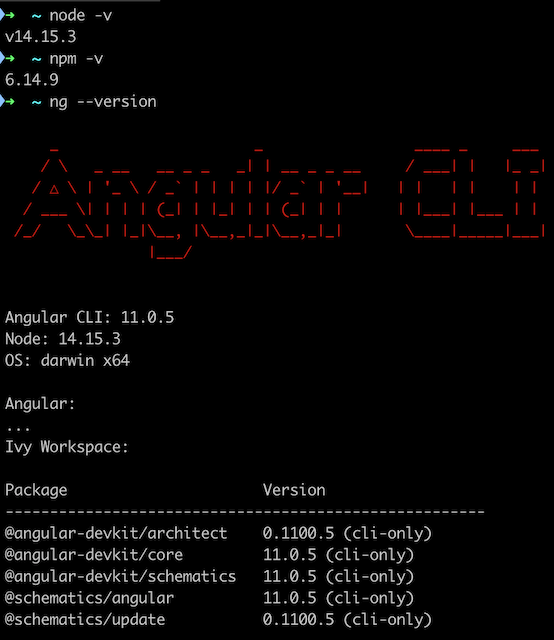 ➜  ~ node -v
v14.15.3
➜  ~ npm -v
6.14.9
➜  ~ ng --version
Angular CLI
Angular CLI: 11.0.5
Node: 14.15.3
OS: darwin x64
Angular:
...
Ivy Workspace:
Package                      Version
------------------------------------------------------
@angular-devkit/architect    0.1100.5 (cli-only)
@angular-devkit/core         11.0.5 (cli-only)
@angular-devkit/schematics   11.0.5 (cli-only)
@schematics/angular          11.0.5 (cli-only)
@schematics/update           0.1100.5 (cli-only)